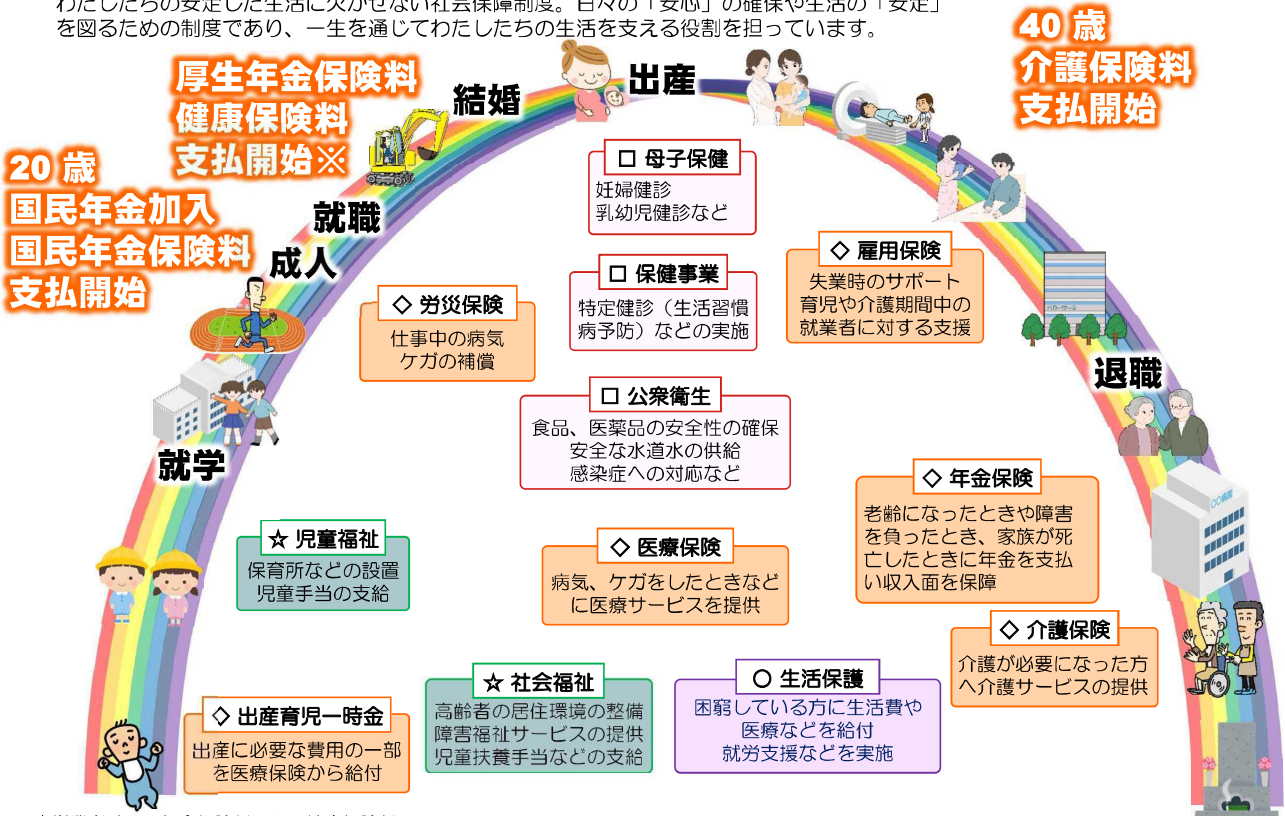 わたしたちの安定した生活に欠かせない社会保障制度。日々の「安心」の確保や生活の「安定」
を図るための制度であり、一生を通じてわたしたちの生活を支える役割を担っています。
40 歳
介護保険料
支払開始
厚生年金保険料
健康保険料
支払開始※
20 歳
国民年金加入
国民年金保険料
支払開始
結婚
出産
就職
成人
就学
退職
□ 母子保健
妊婦健診
乳幼児健診など
□ 保健事業
特定健診（生活習慣
病予防）などの実施
◇ 雇用保険
失業時のサポート
育児や介護期間中の
就業者に対する支援
◇ 労災保険
仕事中の病気
ケガの補償
ハローワーク
□ 公衆衛生
食品、医薬品の安全性の確保
安全な水道水の供給
感染症への対応など
◇ 年金保険
老齢になったときや障害
を負ったとき、家族が死
亡したときに年金を支払
い収入面を保障
○○病院
☆ 児童福祉
保育所などの設置
児童手当の支給
◇ 医療保険
病気、ケガをしたときなど
に医療サービスを提供
◇ 介護保険
介護が必要になった方
へ介護サービスの提供
☆ 社会福祉
高齢者の居住環境の整備
障害福祉サービスの提供
児童扶養手当などの支給
○ 生活保護
困窮している方に生活費や
医療などを給付
就労支援などを実施
◇ 出産育児一時金
出産に必要な費用の一部
を医療保険から給付